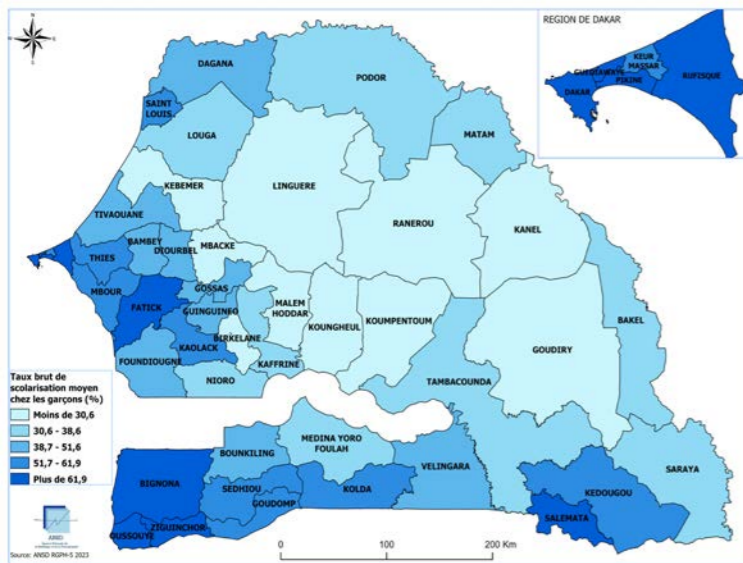 REGION DE DAKAR
KEUR
MASSAR
GUEDIAWAYE
PIKINE
RUFISQUE
DAKAR
DAGANA
PODOR
SAINT
LOUIS
LOUGA
MATAM
KEBEMER
LINGUERE
RANEROU
KANEL
TIVAOUANE
BAMBEY
DIOURBEL
MBACKE
THIES
MBOUR
GOSSAS
FATICK
GUINGUINEO
MALEM
HODDAR
KOUNGHEUL
KOUMPENTOUM
BAKEL
BIRKELANE
KAOLACK
GOUDIRY
FOUNDIOUGNE
KAFFRINE
NIORO
TAMBACOUNDA
Taux brut de
scolarisation moyen
chez les garçons (%)
Moins de 30,6
30,6 - 38,6
38,7 - 51,6
51,7 - 61,9
Plus de 61,9
MEDINA YORO
FOULAH
BOUNKILING
VELINGARA
SARAYA
BIGNONA
SEDHIOU
KOLDA
KEDOUGOU
GOUDOMP
SALEMATA
ZIGUINCHOR
OUSSOUYE
ANSD
Source: ANSD RGPH-5 2023
0 100 200 Km